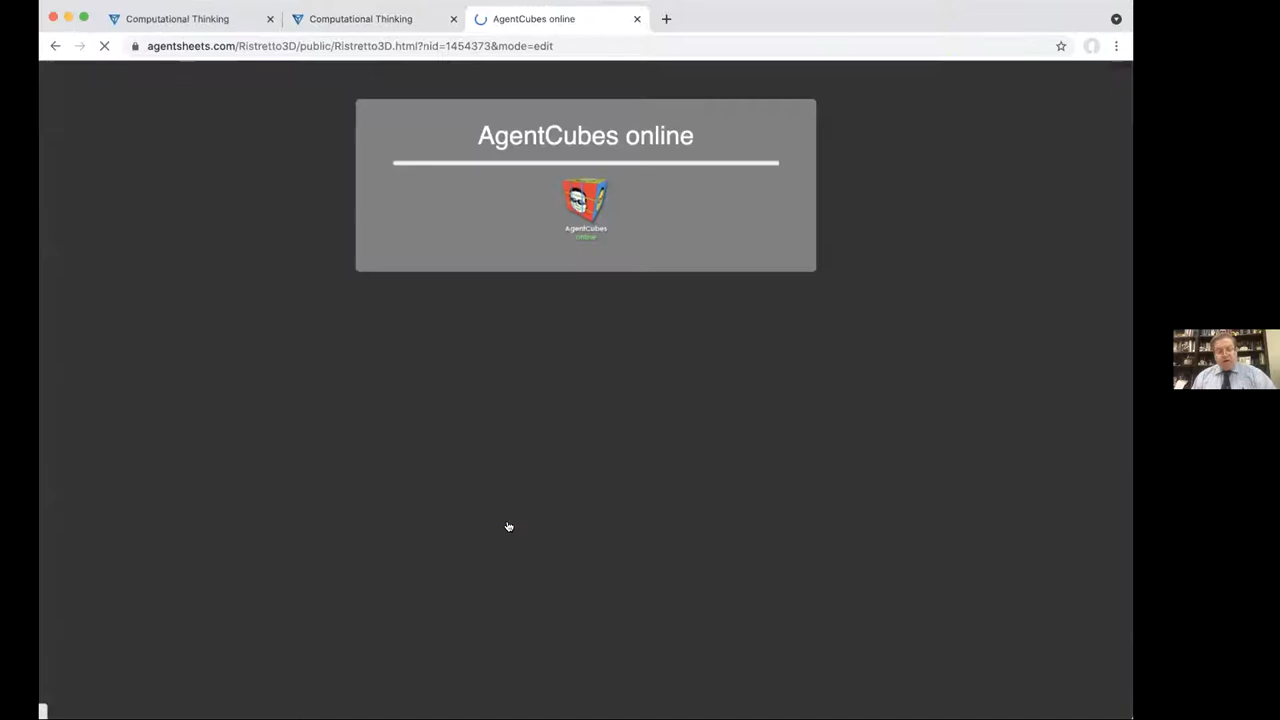 Computational Thinking
Computational Thinking
AgentCubes online
agentsheets.com/Ristretto3D/public/Ristretto3D.html?nid=1454373&mode=edit
AgentCubes online
AgentCubes
online